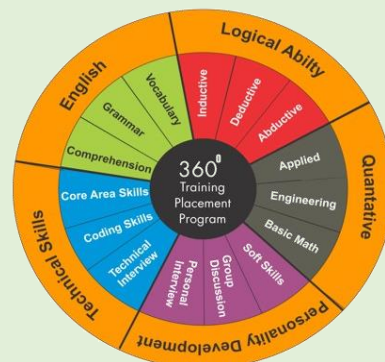 English
Vocabulary
Grammar
Comprehension
Logical Abilty
Inductive
Deductive
Abductive
Quantative
Applied
Engineering
Basic Math
Personality Development
Soft Skills
Group
Discussion
Personal
Interview
Technical Skills
Technical
Interview
Coding Skills
Core Area Skills
360⁰
Training
Placement
Program